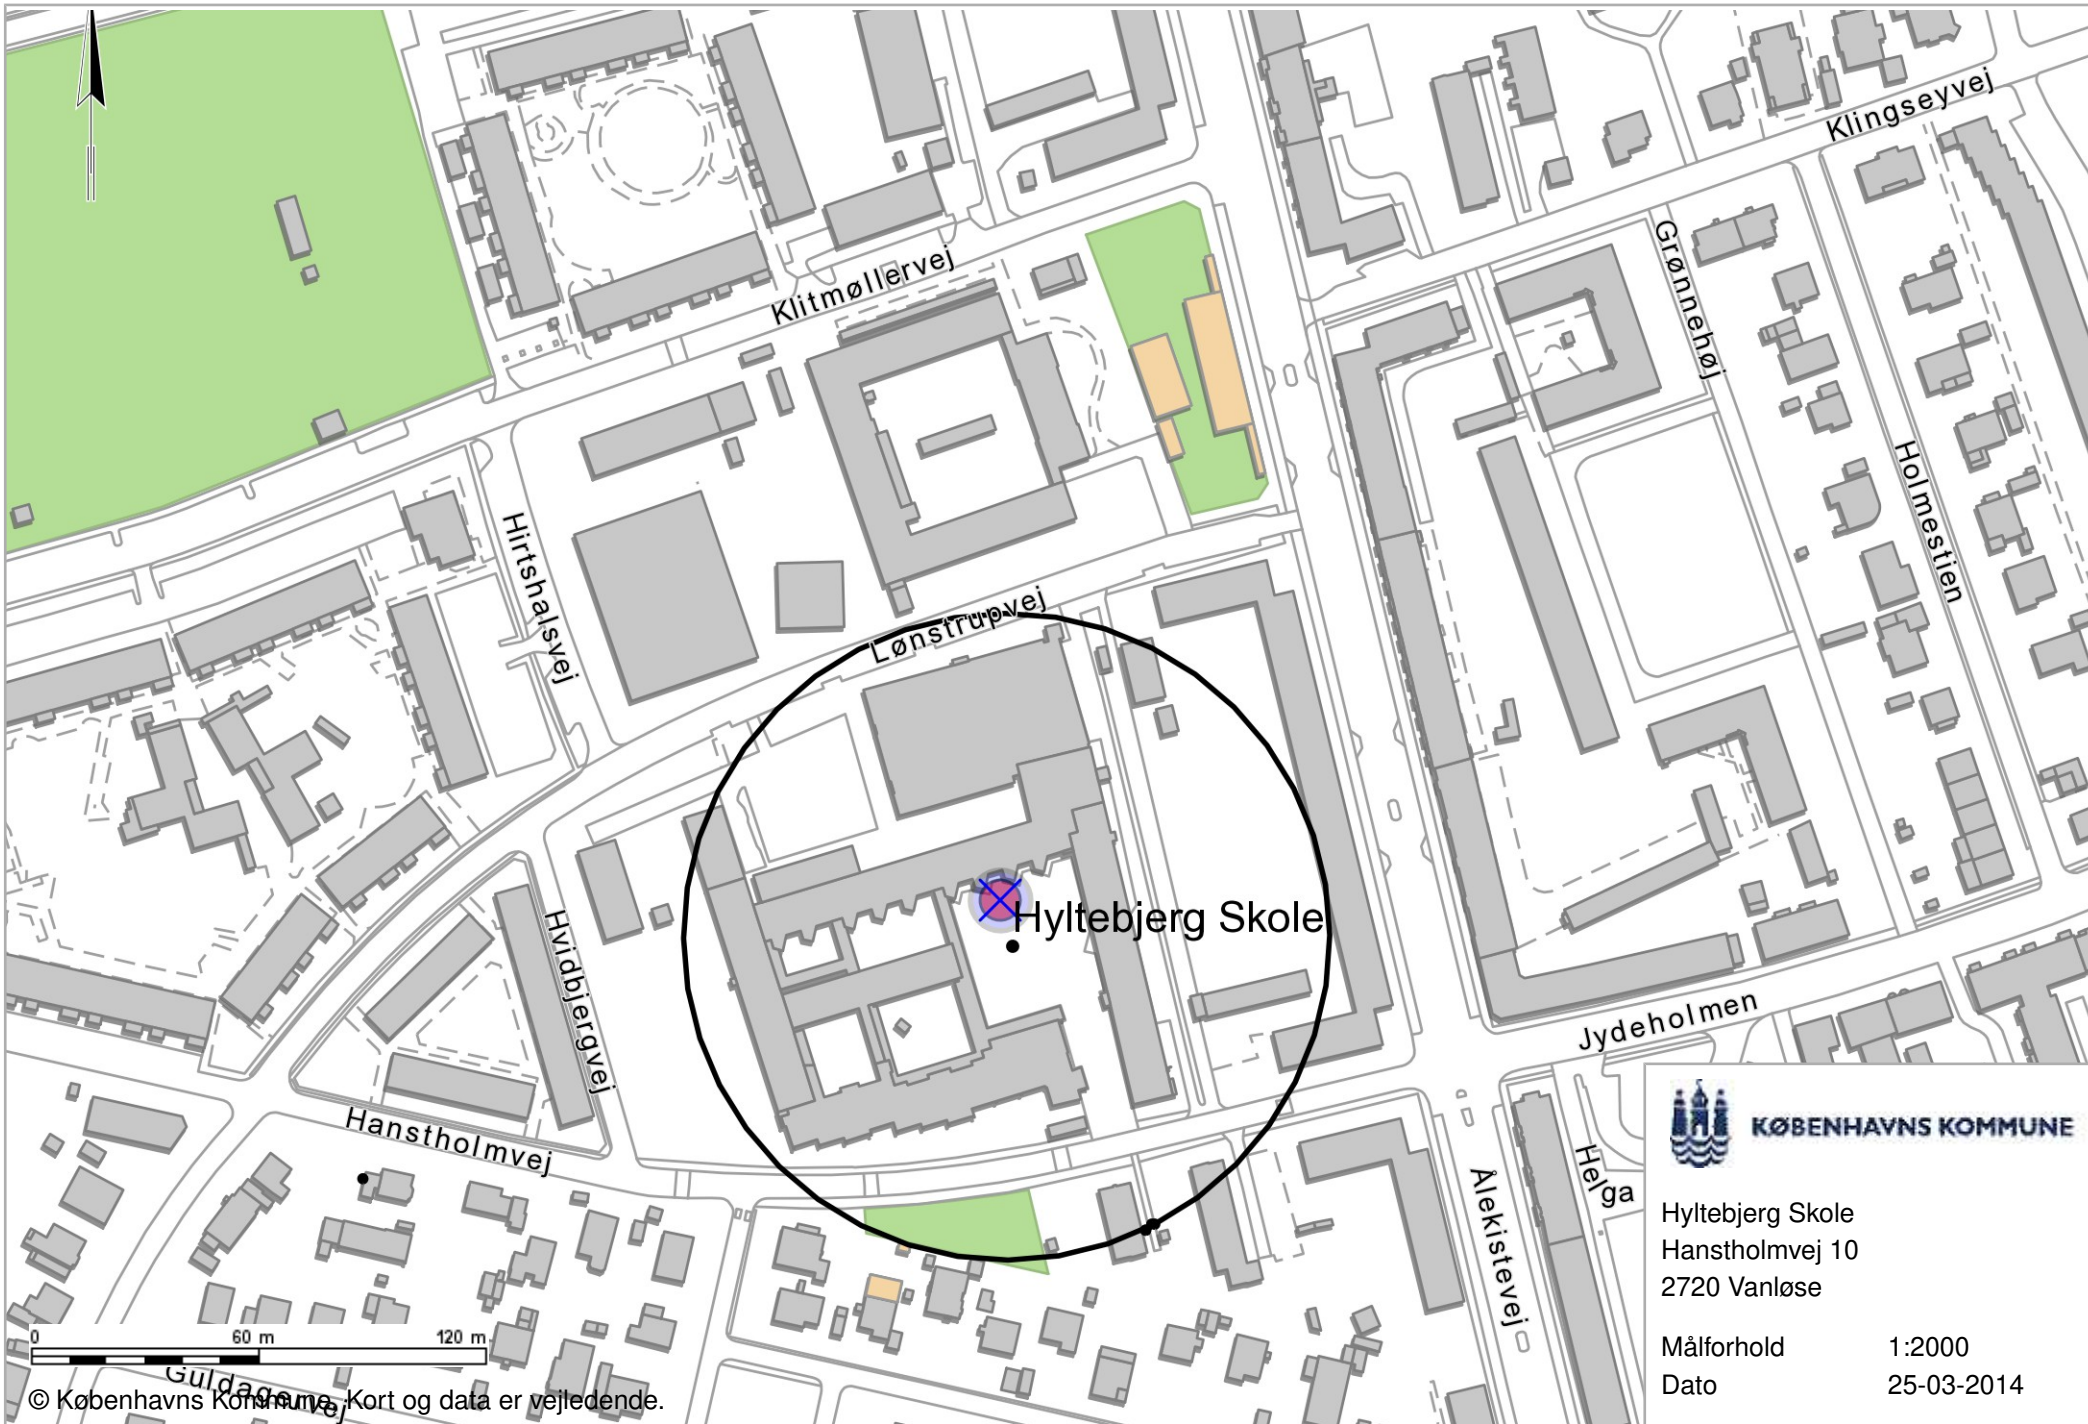 Klingseyvej
Grønnehøj
Klitmøllervej
Holmestien
Hirtshalsvej
Lønstrupvej
Hyltebjerg Skole
Hvidbjergvej
Jydeholmen
Hanstholmvej
Ålekistevej
Helga
KØBENHAVNS KOMMUNE
Hyltebjerg Skole
Hanstholmvej 10
2720 Vanløse
Målforhold 1:2000
Dato 25-03-2014
0 60 m 120 m
Guldagervej
© Københavns Kommune, Kort og data er vejledende.